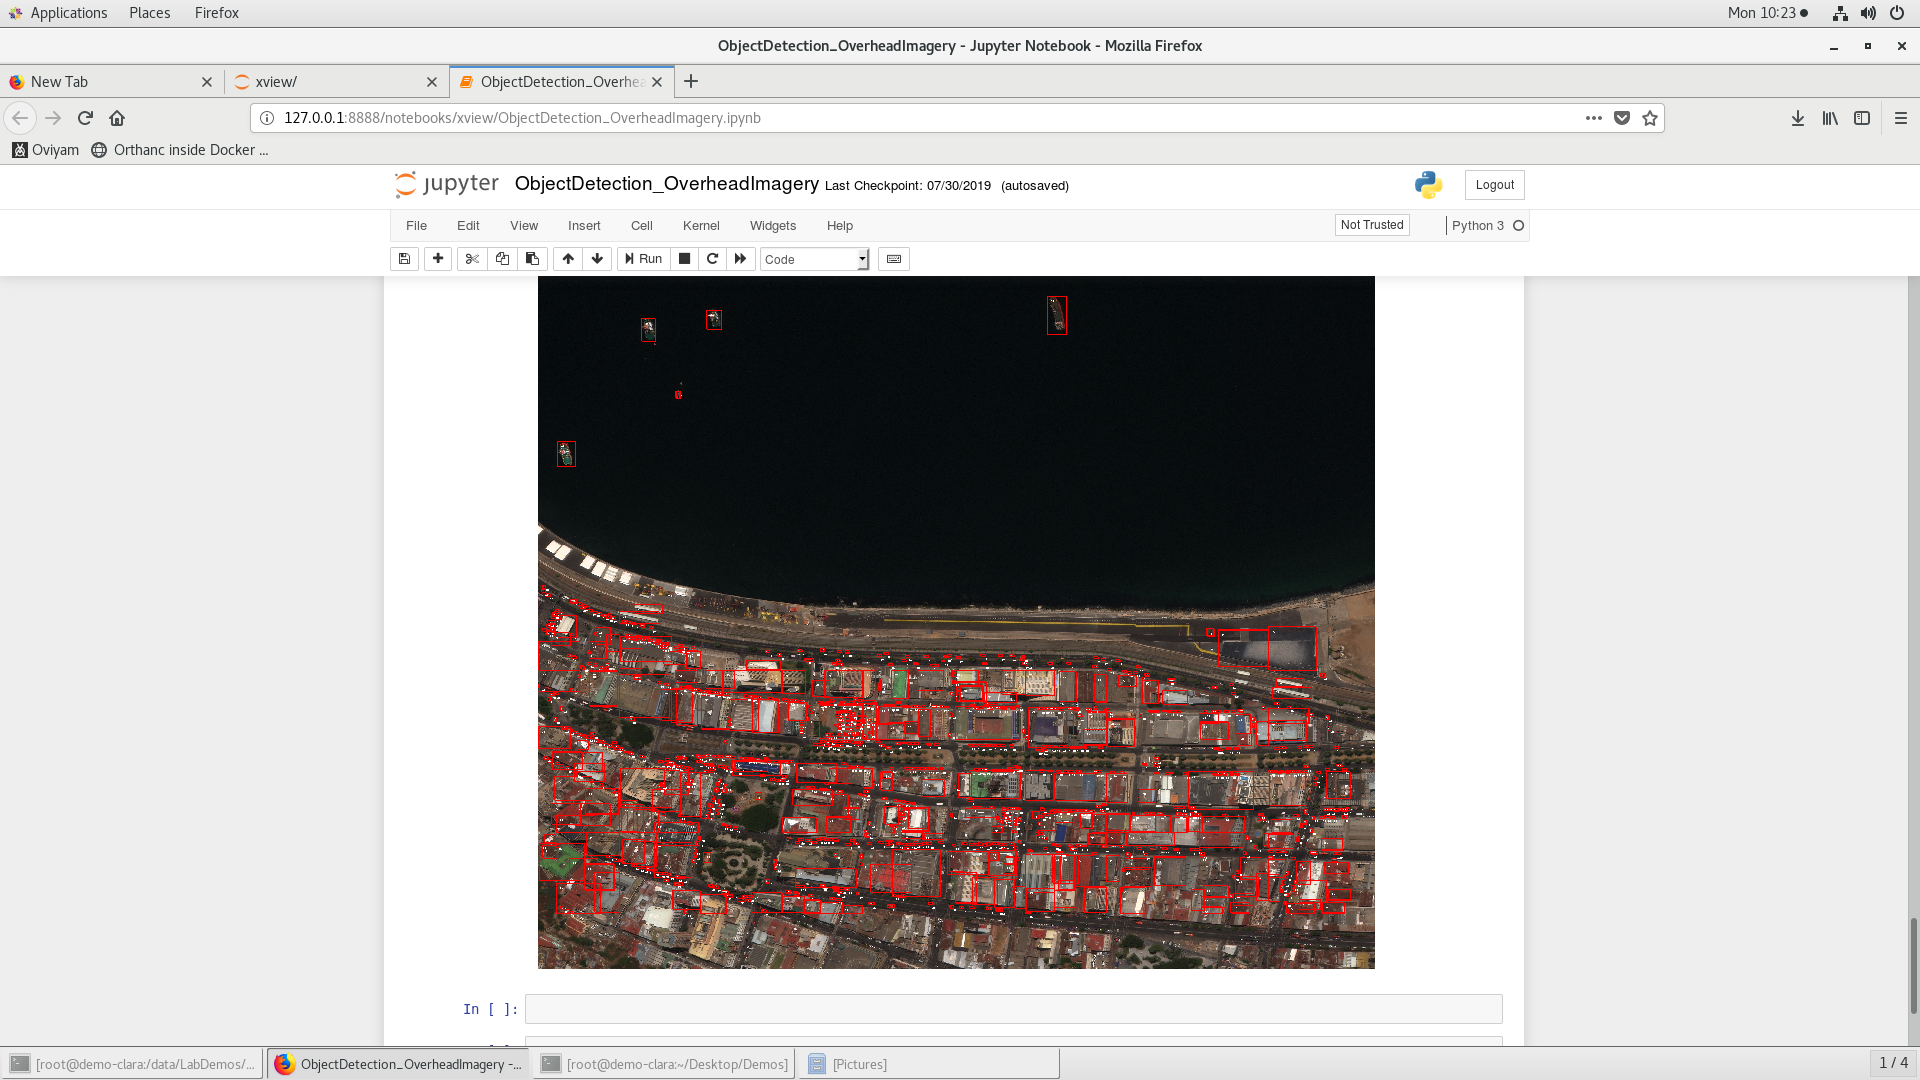 Applications Places Firefox Mon 10:23
ObjectDetection_OverheadImagery - Jupyter Notebook - Mozilla Firefox
New Tab xview/ ObjectDetection_Overhea
127.0.0.1:8888/notebooks/xview/ObjectDetection_OverheadImagery.ipynb
Oviyam Orthanc inside Docker ...
jupyter ObjectDetection_OverheadImagery Last Checkpoint: 07/30/2019 (autosaved) Logout
File Edit View Insert Cell Kernel Widgets Help Not Trusted Python 3
Run Code
In [ ]:
[root@demo-clara:/data/LabDemos/... ObjectDetection_OverheadImagery -... [root@demo-clara:~/Desktop/Demos] [Pictures] 1 / 4